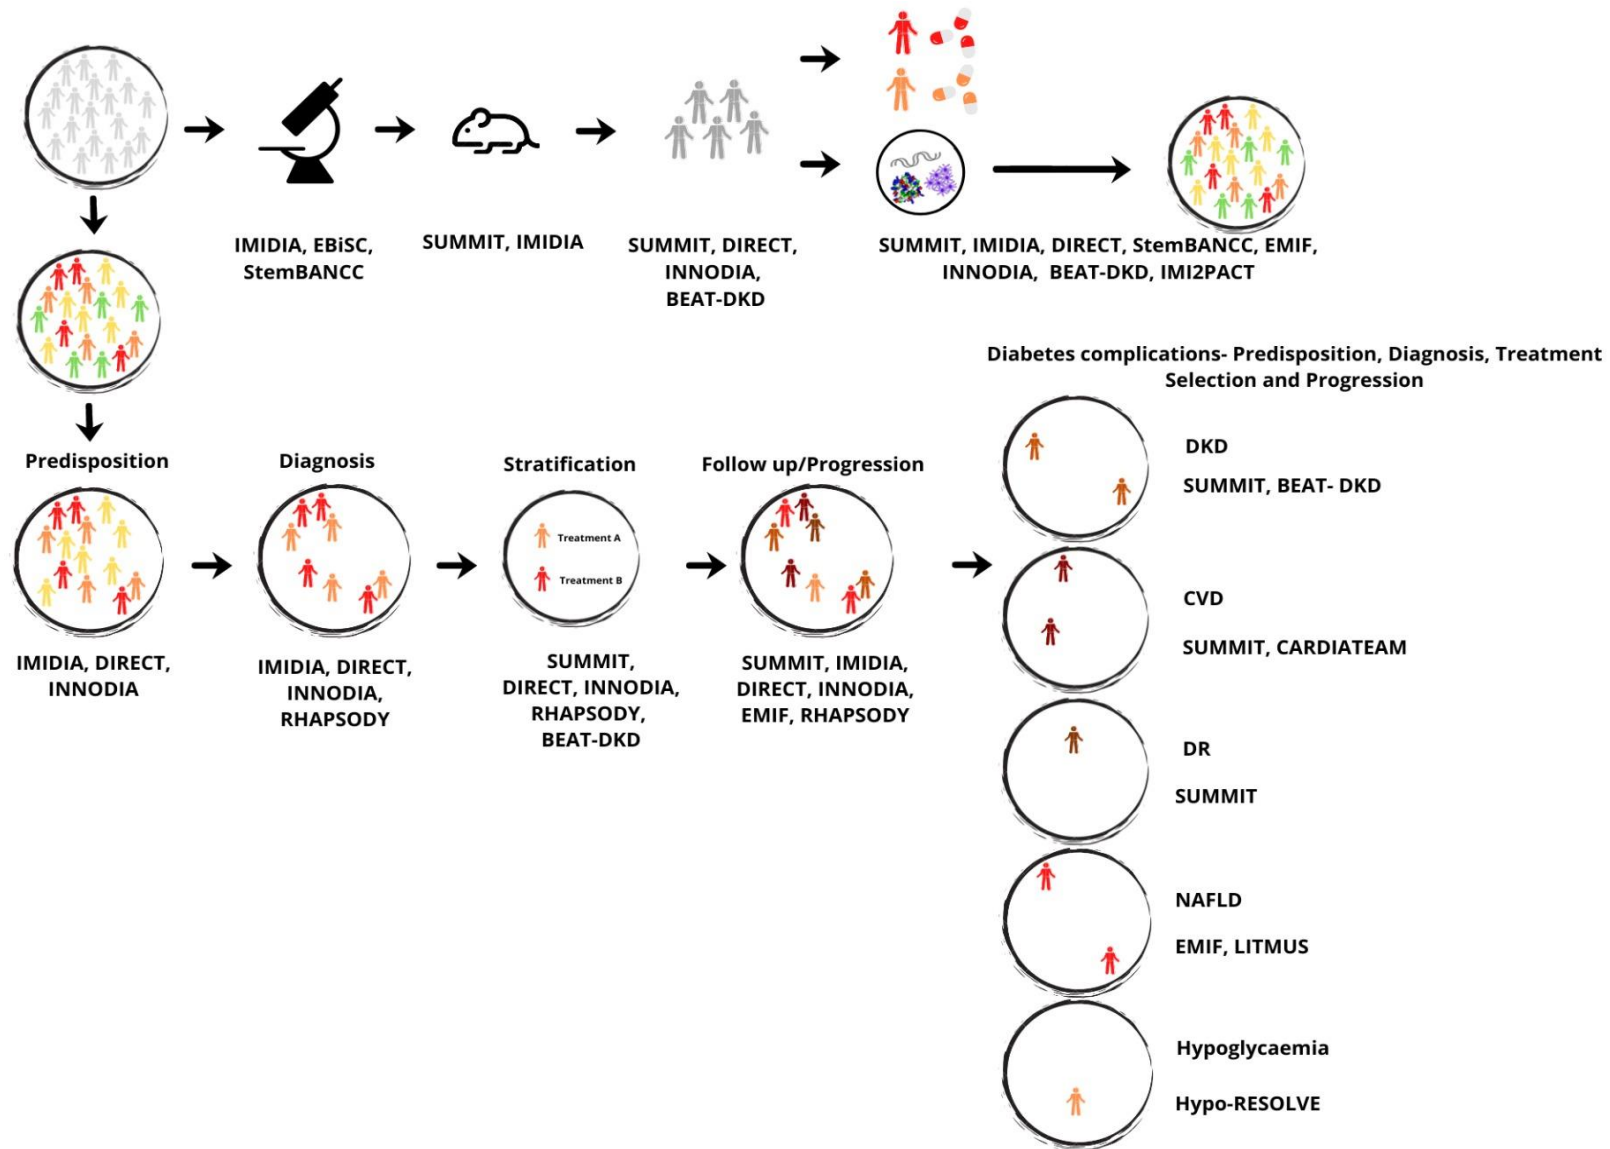 IMIDIA, EBiSC,
StemBANCC
SUMMIT, IMIDIA
SUMMIT, DIRECT,
INNODIA,
BEAT-DKD
SUMMIT, IMIDIA, DIRECT, StemBANCC, EMIF,
INNODIA, BEAT-DKD, IMI2PACT
Diabetes complications- Predisposition, Diagnosis, Treatment
Selection and Progression
Predisposition
IMIDIA, DIRECT,
INNODIA
Diagnosis
IMIDIA, DIRECT,
INNODIA,
RHAPSODY
Stratification
Treatment A
Treatment B
SUMMIT,
DIRECT, INNODIA,
RHAPSODY,
BEAT-DKD
Follow up/Progression
SUMMIT, IMIDIA,
DIRECT, INNODIA,
EMIF, RHAPSODY
DKD
SUMMIT, BEAT- DKD
CVD
SUMMIT, CARDIATEAM
DR
SUMMIT
NAFLD
EMIF, LITMUS
Hypoglycaemia
Hypo-RESOLVE